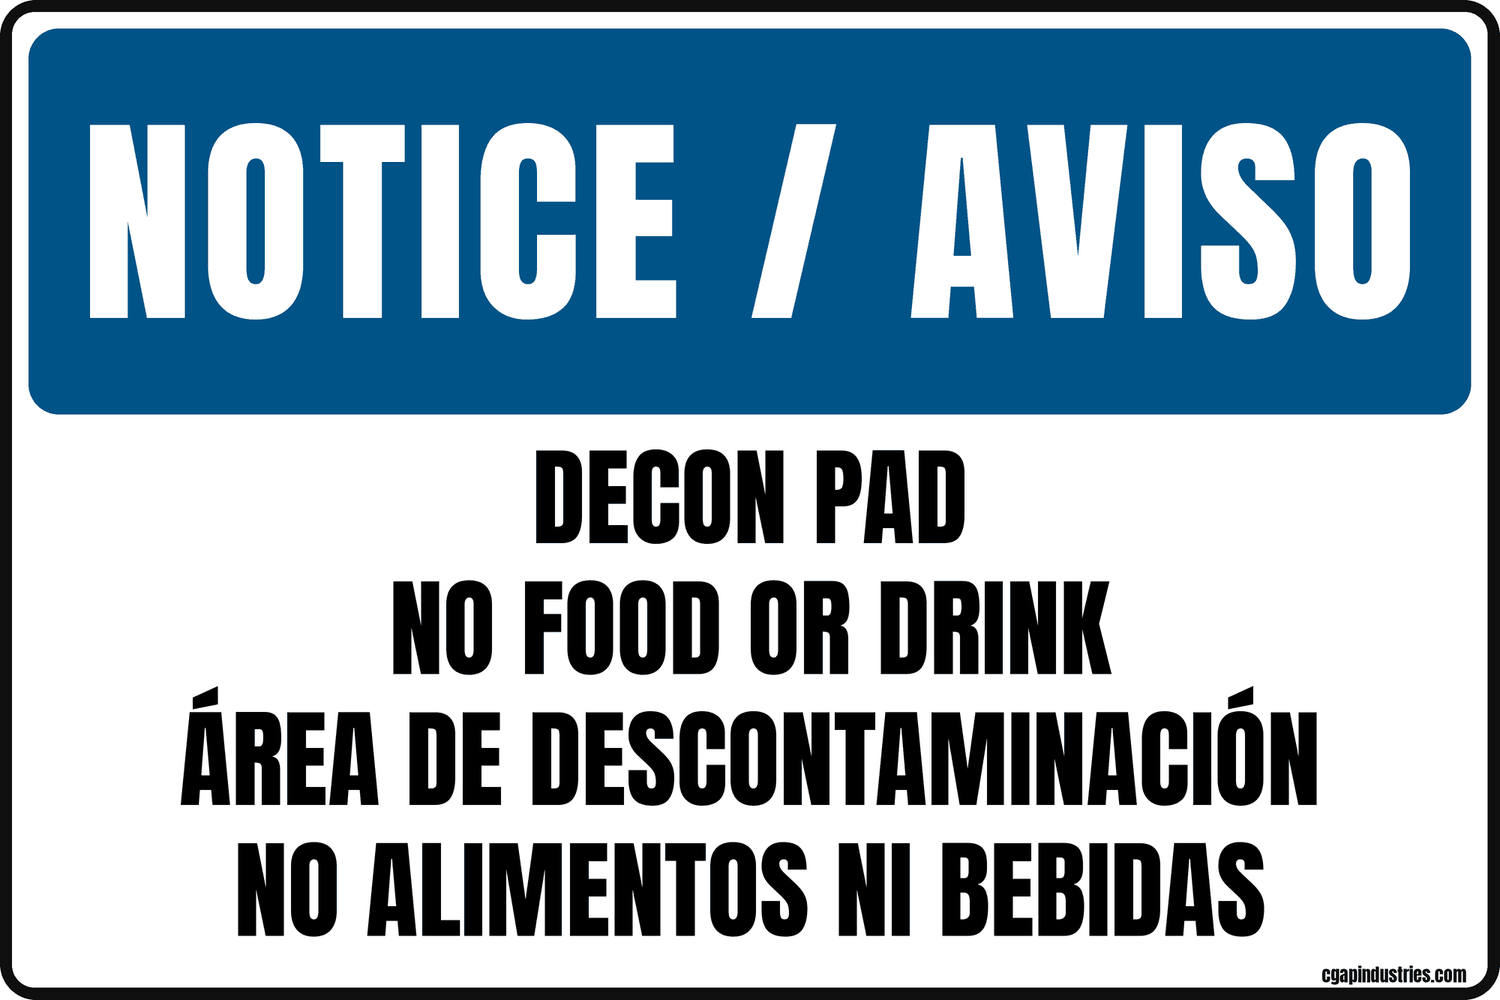 NOTICE / AVISO
DECON PAD
NO FOOD OR DRINK
ÁREA DE DESCONTAMINACIÓN
NO ALIMENTOS NI BEBIDAS
cgapindustries.com